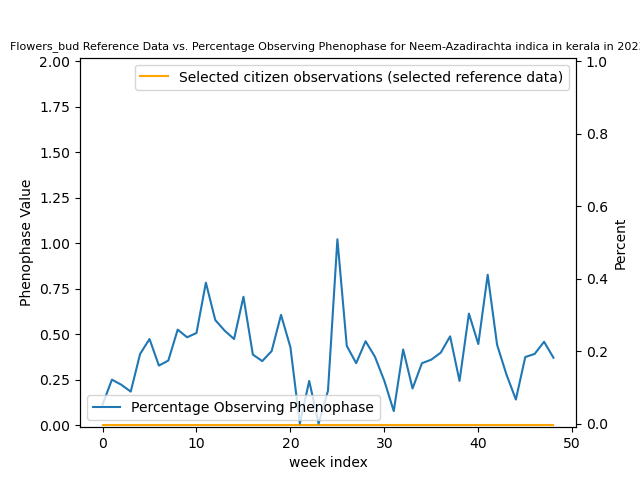 Flowers_bud Reference Data vs. Percentage Observing Phenophase for Neem-Azadirachta indica in kerala in
2.00
1.75
1.50
1.25
1.00
0.75
0.50
0.25
0.00
Phenophase Value
Selected citizen observations (selected reference data)
Percentage Observing Phenophase
1.0
0.8
0.6
0.4
0.2
0.0
Percent
0 10 20 30 40 50
week index